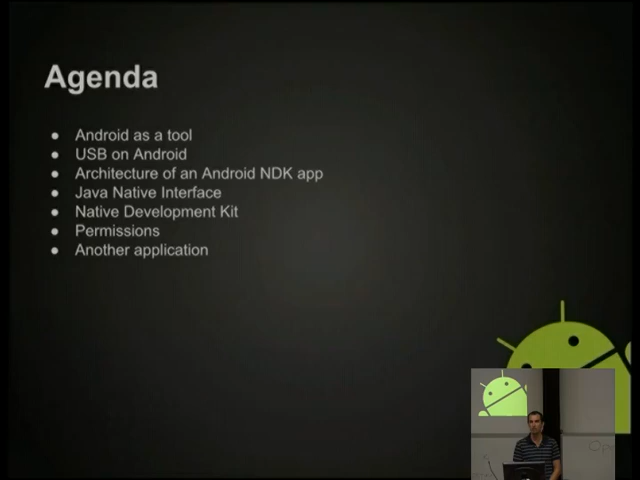 Agenda
● Android as a tool
● USB on Android
● Architecture of an Android NDK app
● Java Native Interface
● Native Development Kit
● Permissions
● Another application